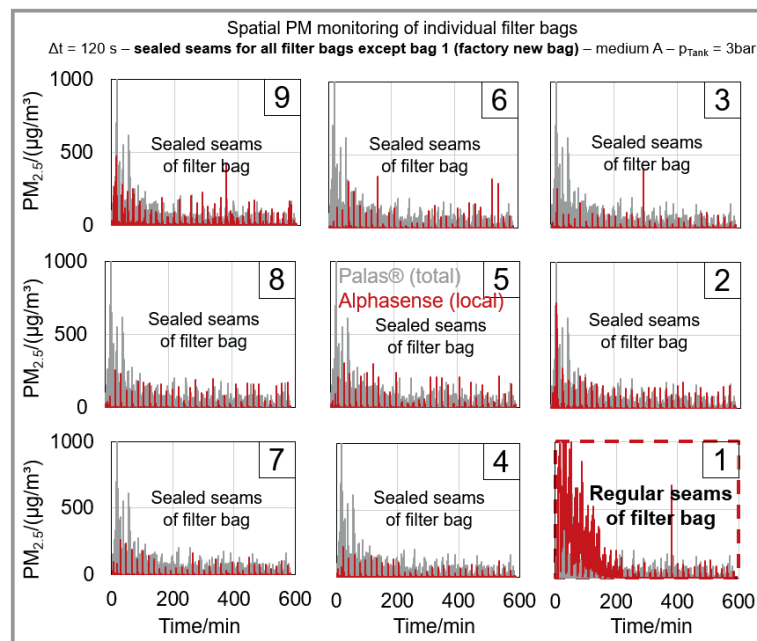 Spatial PM monitoring of individual filter bags
Δt = 120 s – sealed seams for all filter bags except bag 1 (factory new bag) – medium A – pTank = 3bar
PM2.5/(µg/m³)
1000
500
0
9
Sealed seams
of filter bag
6
Sealed seams
of filter bag
3
Sealed seams
of filter bag
PM2.5/(µg/m³)
1000
500
0
8
Sealed seams
of filter bag
5
Palas® (total)
Alphasense (local)
Sealed seams
of filter bag
2
Sealed seams
of filter bag
PM2.5/(µg/m³)
1000
500
0
7
Sealed seams
of filter bag
4
Sealed seams
of filter bag
1
Regular seams
of filter bag
0 200 400 600
0 200 400 600
0 200 400 600
Time/min
Time/min
Time/min